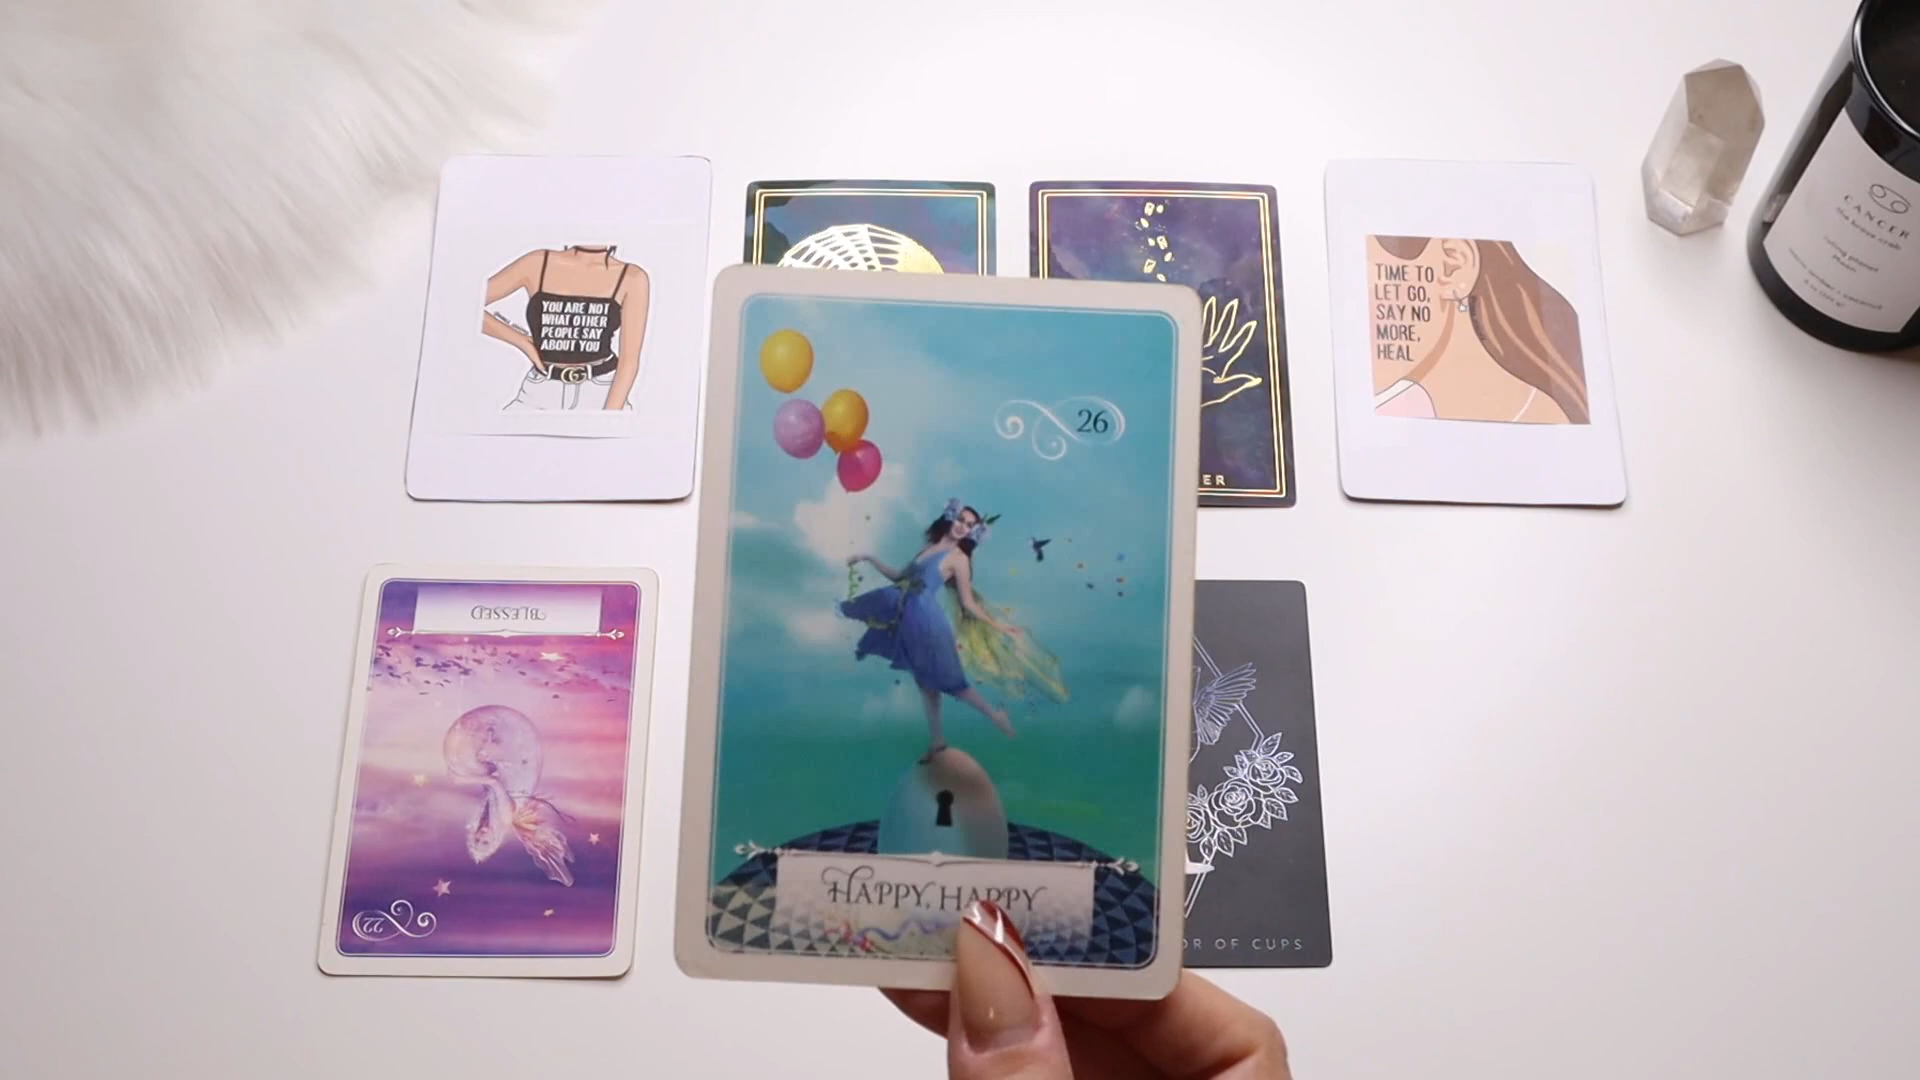 YOU ARE NOT
WHAT OTHER
PEOPLE SAY
ABOUT YOU
TIME TO
LET GO,
SAY NO
MORE,
HEAL
CANCER
26
ER
BLESSED
22
HAPPY, HAPPY
OR OF CUPS